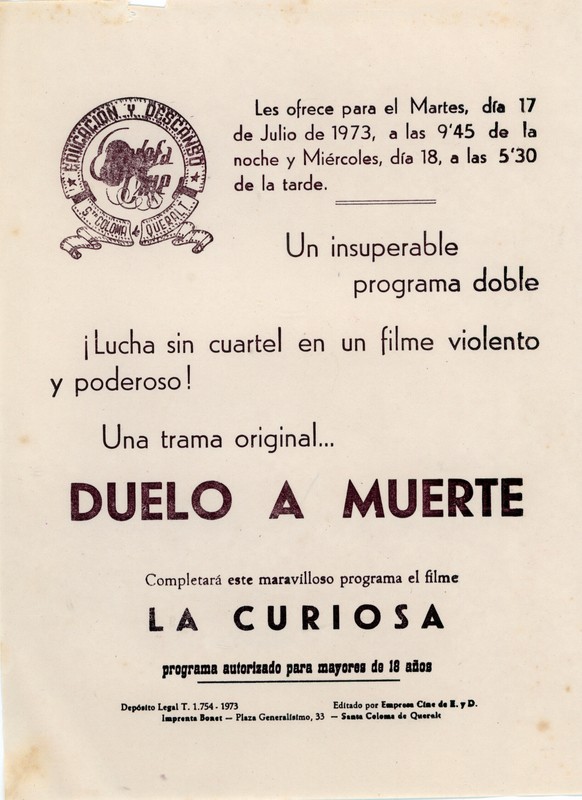 EDUCACIÓN Y DESCANSO
Sta. COLOMA de QUERALT
Les ofrece para el Martes, día 17
de Julio de 1973, a las 9'45 de la
noche y Miércoles, día 18, a las 5'30
de la tarde.
Un insuperable
programa doble
¡Lucha sin cuartel en un filme violento
y poderoso!
Una trama original...
DUELO A MUERTE
Completará este maravilloso programa el filme
LA CURIOSA
programa autorizado para mayores de 18 años
Depósito Legal T. 1.754 - 1973
Editado por Empresa Cine de E. y D.
Imprenta Bonet — Plaza Generalísimo, 33 — Santa Coloma de Queralt